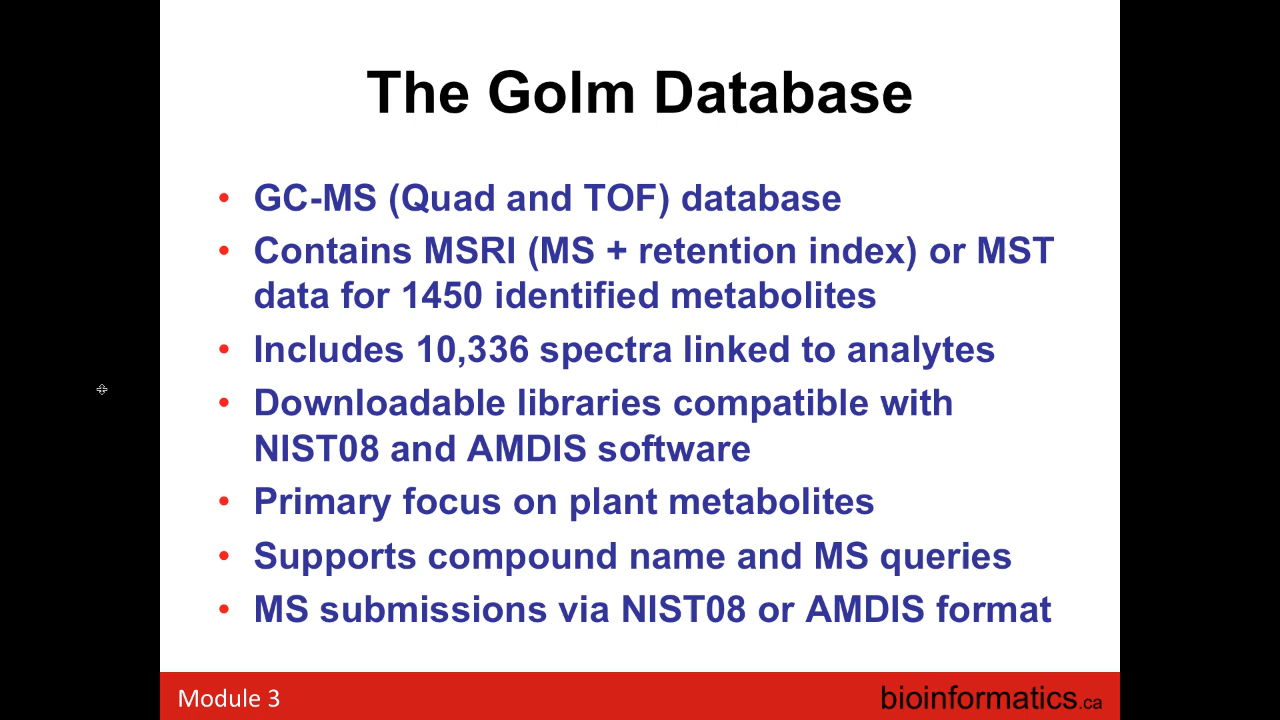 The Golm Database
• GC-MS (Quad and TOF) database
• Contains MSRI (MS + retention index) or MST
data for 1450 identified metabolites
• Includes 10,336 spectra linked to analytes
• Downloadable libraries compatible with
NIST08 and AMDIS software
• Primary focus on plant metabolites
• Supports compound name and MS queries
• MS submissions via NIST08 or AMDIS format
Module 3
bioinformatics.ca